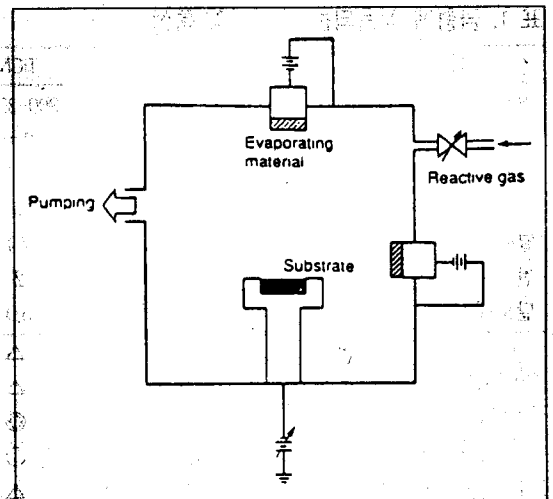 Evaporating
material
Reactive gas
Pumping
Substrate